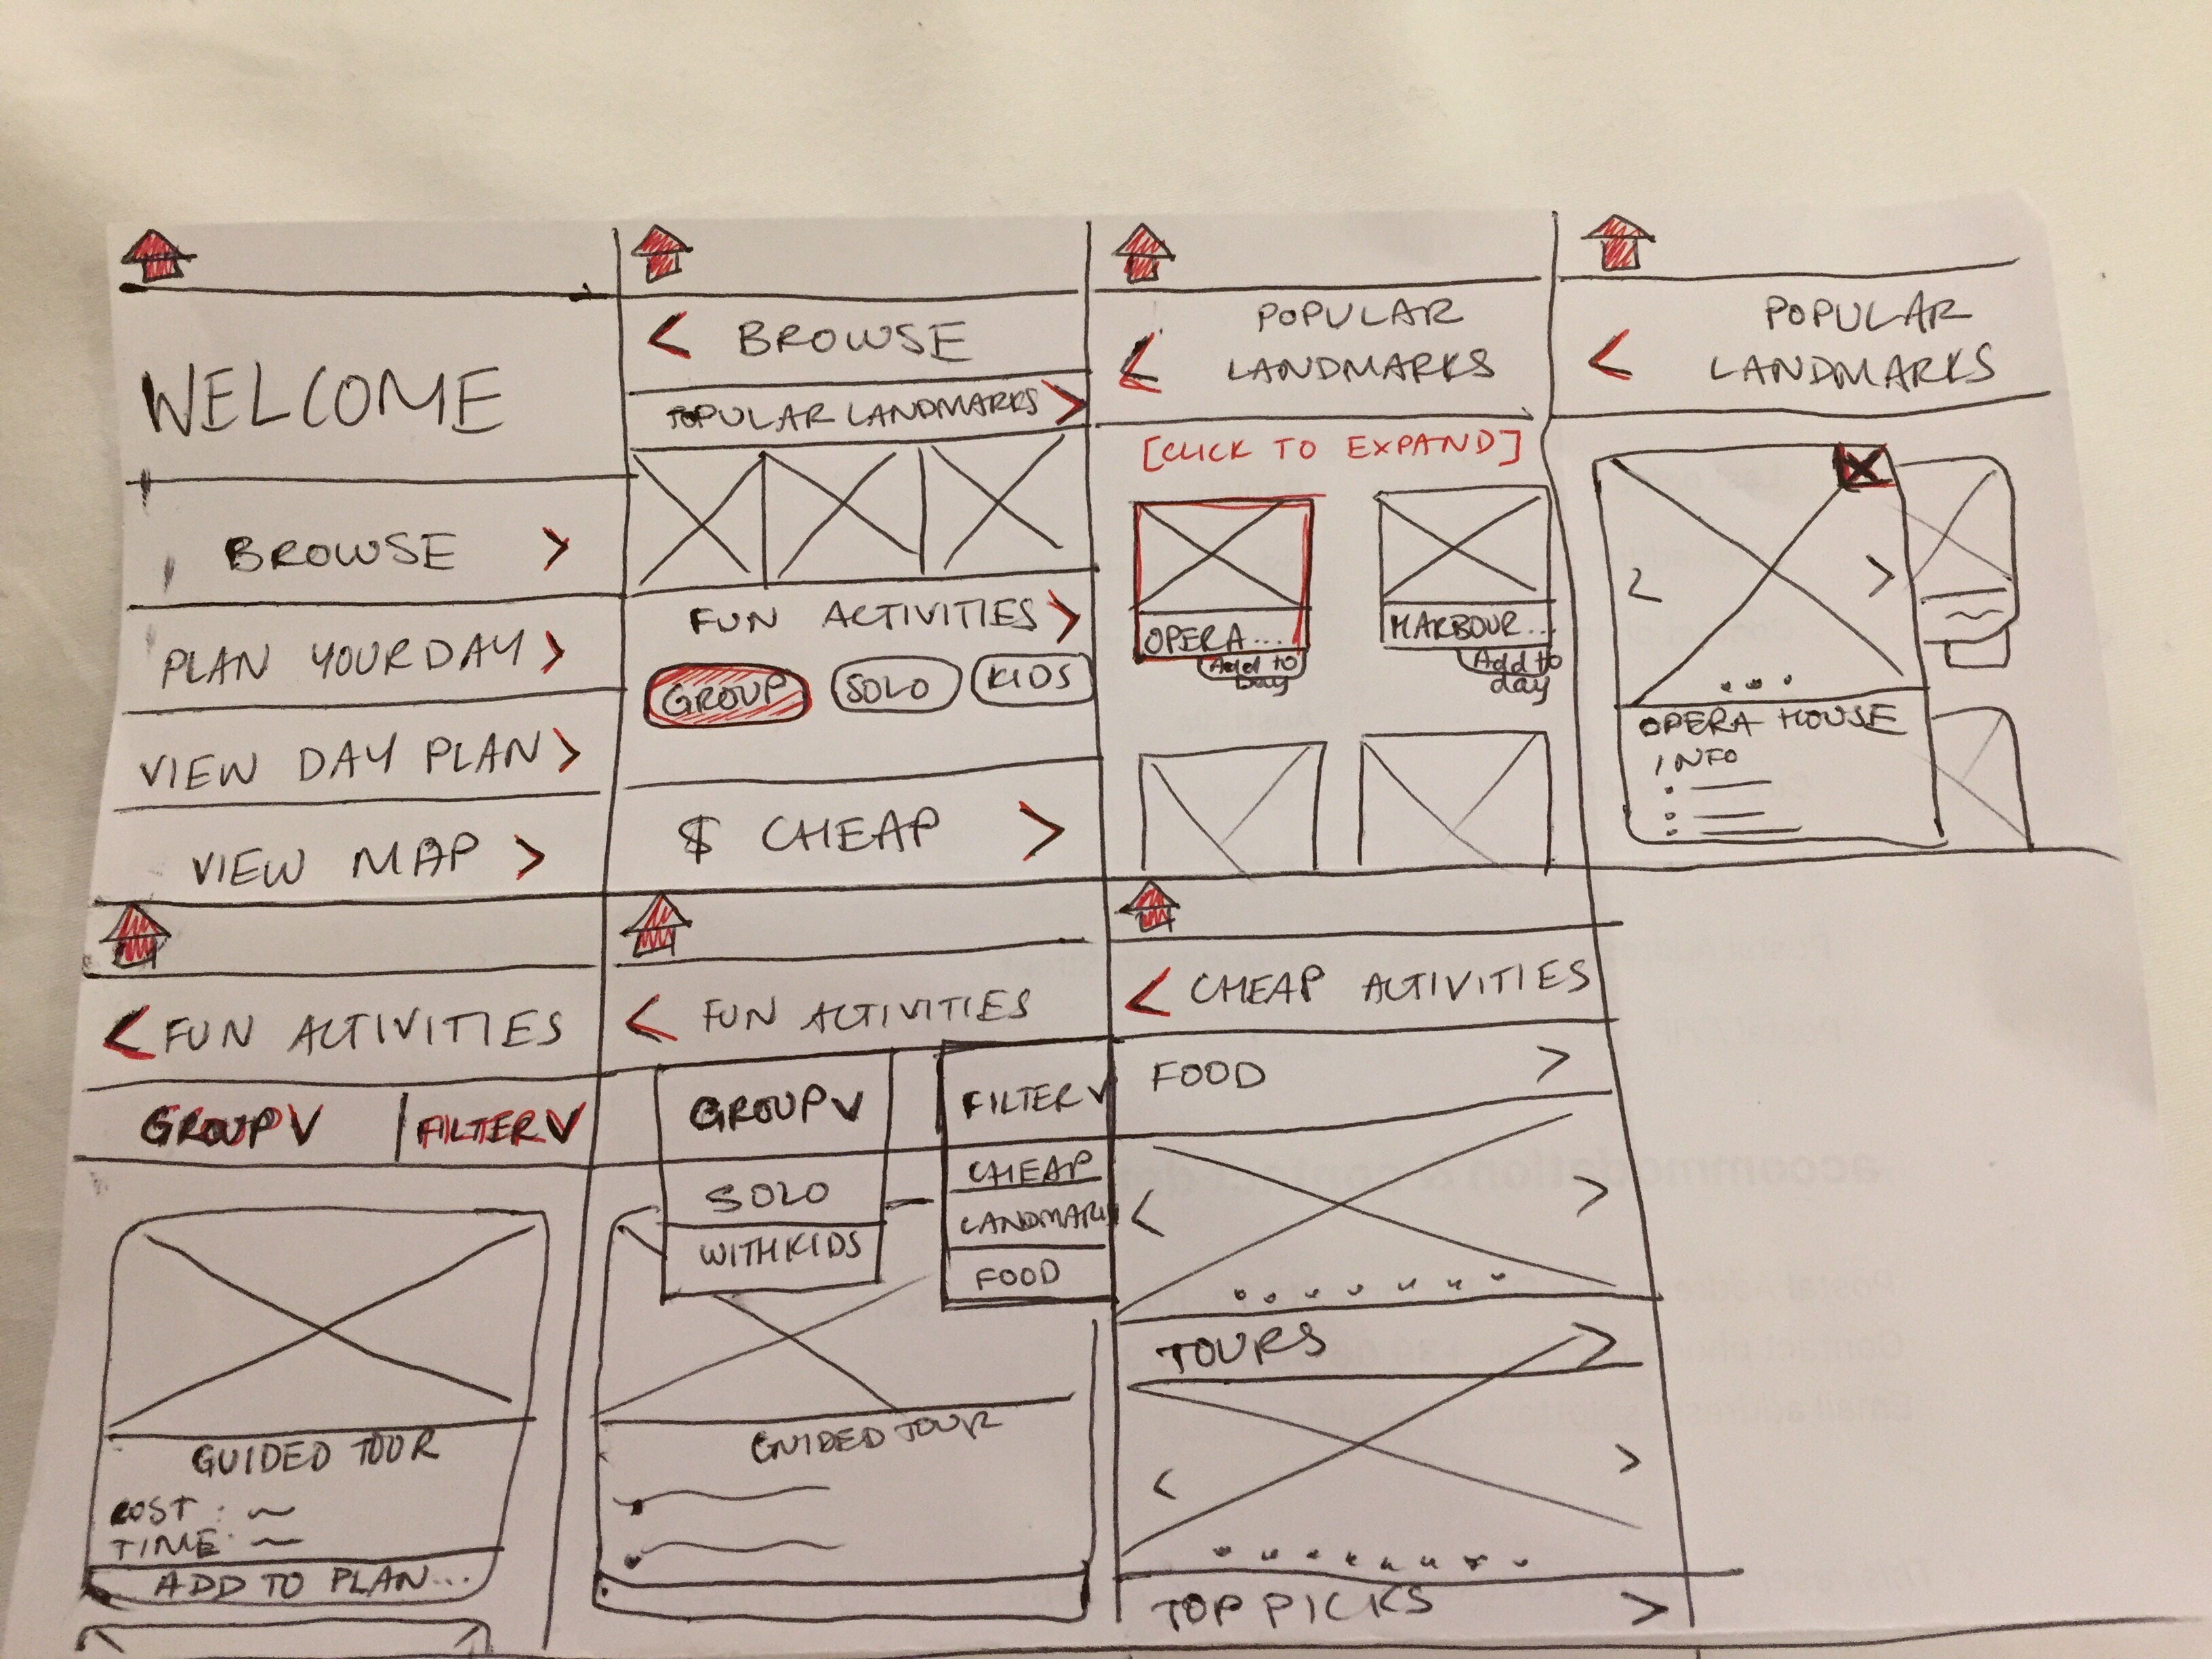 WELCOME
BROWSE >
PLAN YOUR DAY >
VIEW DAY PLAN >
VIEW MAP >
< BROWSE
POPULAR LANDMARKS >
FUN ACTIVITIES >
GROUP SOLO KIDS
$ CHEAP >
< POPULAR
LANDMARKS
[CLICK TO EXPAND]
OPERA...
Add to
Day
HARBOUR...
Add to
day
< POPULAR
LANDMARKS
X
< >
OPERA HOUSE
INFO
< FUN ACTIVITIES
GROUP V | FILTER V
GUIDED TOUR
COST: ~
TIME: ~
ADD TO PLAN...
< FUN ACTIVITIES
GROUP V | FILTER V
SOLO
WITH KIDS
CHEAP
LANDMARK
FOOD
GUIDED TOUR
< CHEAP ACTIVITIES
FOOD >
< >
TOURS >
< >
TOP PICKS >